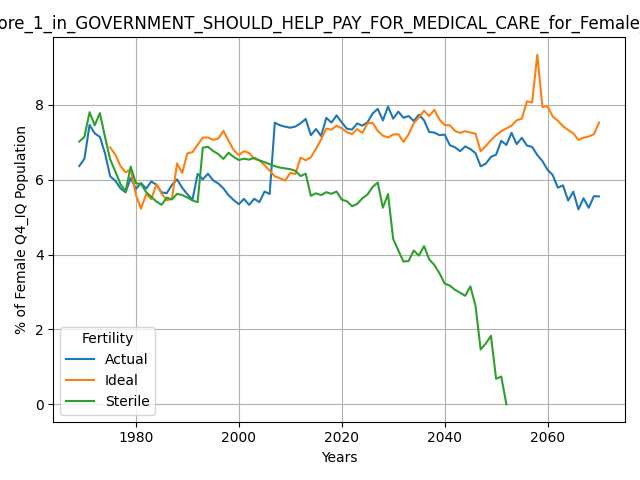 ore_1_in_GOVERNMENT_SHOULD_HELP_PAY_FOR_MEDICAL_CARE_for_Female
% of Female Q4_IQ Population
8
6
4
2
0
Fertility
Actual
Ideal
Sterile
1980 2000 2020 2040 2060
Years